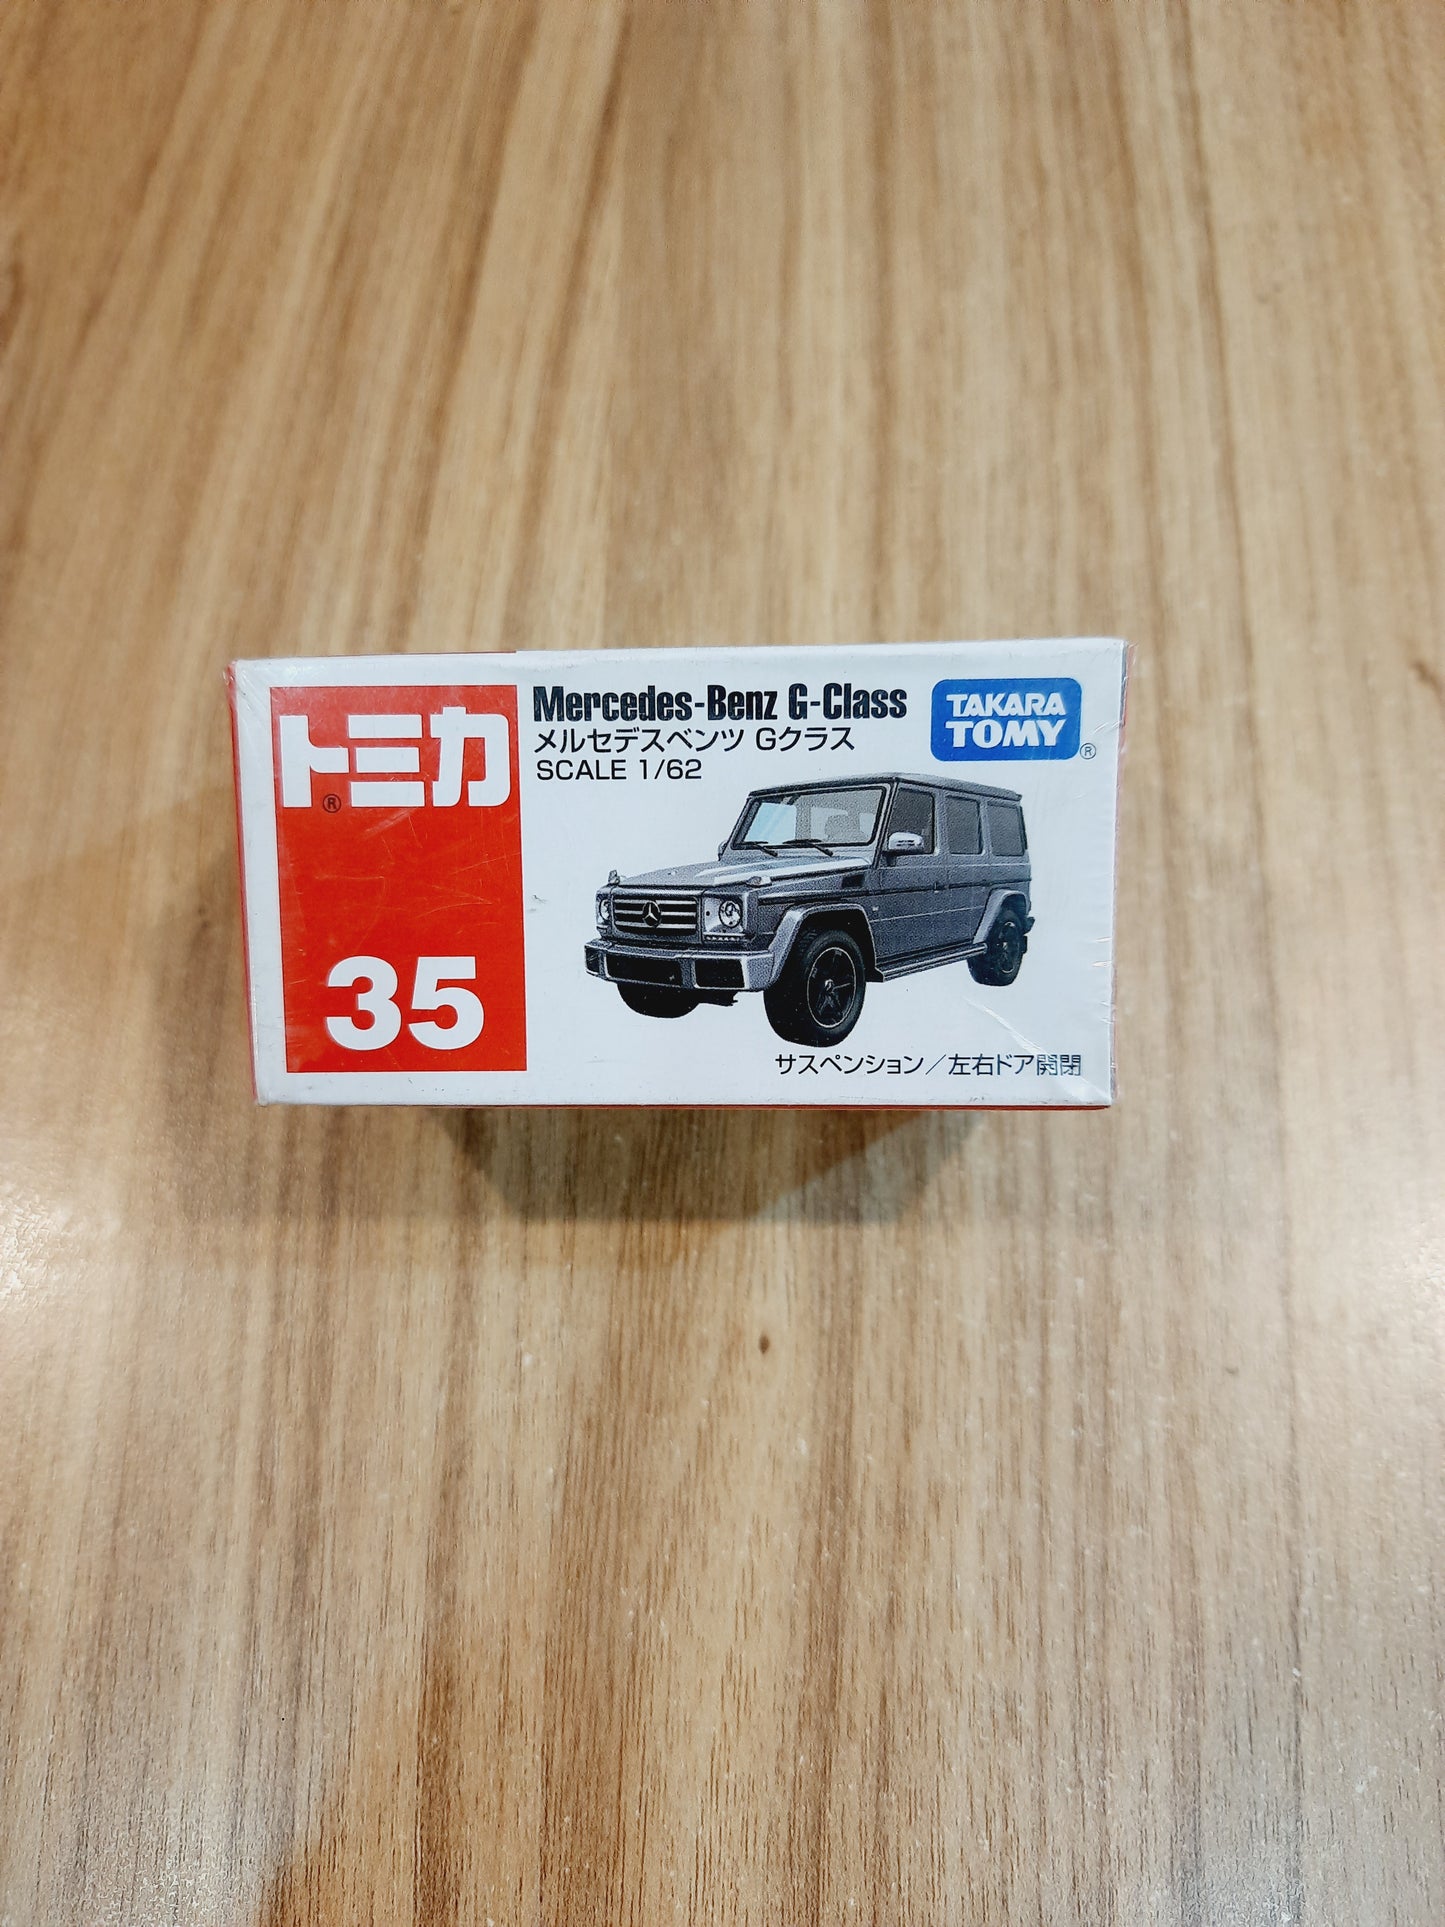 トミカ
®
35
Mercedes-Benz G-Class
メルセデスベンツ Gクラス
SCALE 1/62
TAKARA
TOMY
®
サスペンション/左右ドア開閉